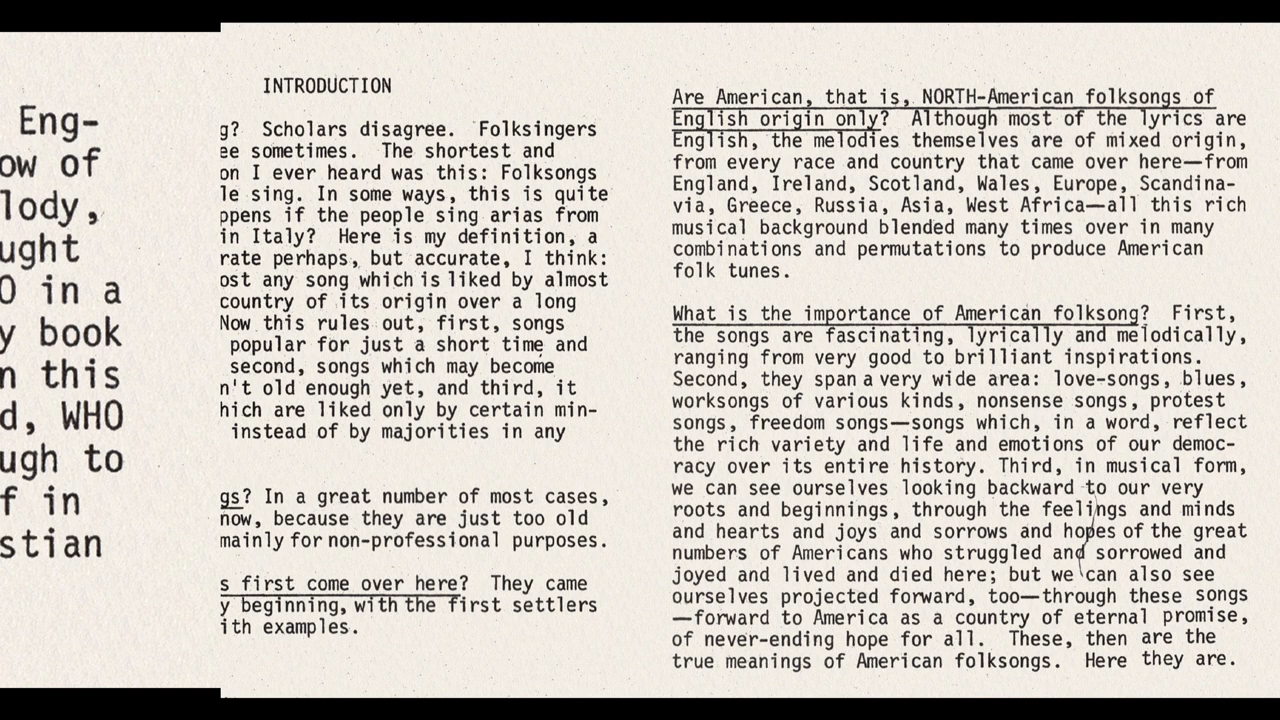 Eng-
ow of
lody,
ught
O in a
y book
n this
d, WHO
ugh to
f in
stian
INTRODUCTION
g? Scholars disagree. Folksingers
ee sometimes. The shortest and
on I ever heard was this: Folksongs
le sing. In some ways, this is quite
ppens if the people sing arias from
in Italy? Here is my definition, a
rate perhaps, but accurate, I think:
ost any song which is liked by almost
country of its origin over a long
Now this rules out, first, songs
popular for just a short time and
second, songs which may become
n't old enough yet, and third, it
hich are liked only by certain min-
instead of by majorities in any
gs? In a great number of most cases,
now, because they are just too old
mainly for non-professional purposes.
s first come over here? They came
y beginning, with the first settlers
ith examples.
Are American, that is, NORTH-American folksongs of
English origin only? Although most of the lyrics are
English, the melodies themselves are of mixed origin,
from every race and country that came over here—from
England, Ireland, Scotland, Wales, Europe, Scandina-
via, Greece, Russia, Asia, West Africa—all this rich
musical background blended many times over in many
combinations and permutations to produce American
folk tunes.
What is the importance of American folksong? First,
the songs are fascinating, lyrically and melodically,
ranging from very good to brilliant inspirations.
Second, they span a very wide area: love-songs, blues,
worksongs of various kinds, nonsense songs, protest
songs, freedom songs—songs which, in a word, reflect
the rich variety and life and emotions of our democ-
racy over its entire history. Third, in musical form,
we can see ourselves looking backward to our very
roots and beginnings, through the feelings and minds
and hearts and joys and sorrows and hopes of the great
numbers of Americans who struggled and sorrowed and
joyed and lived and died here; but we can also see
ourselves projected forward, too—through these songs
—forward to America as a country of eternal promise,
of never-ending hope for all. These, then are the
true meanings of American folksongs. Here they are.